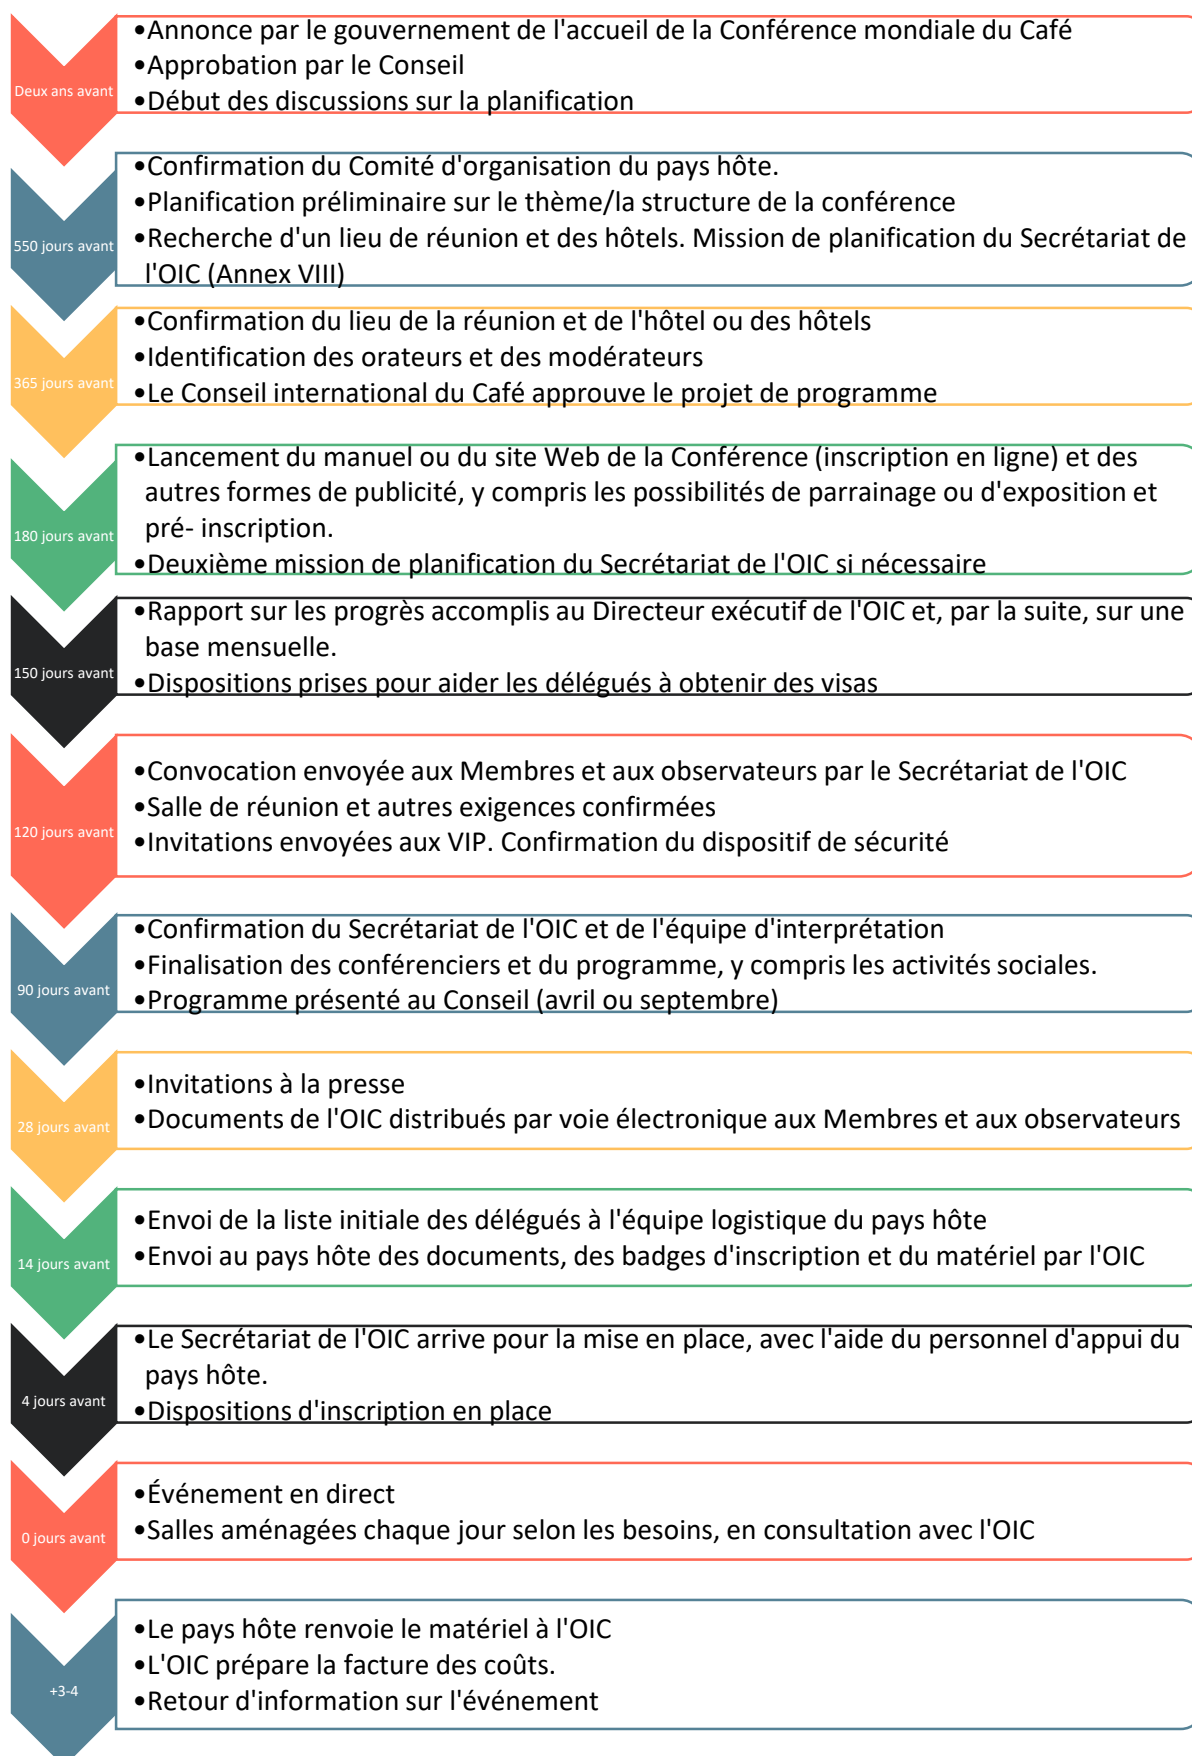 Deux ans avant
•Annonce par le gouvernement de l'accueil de la Conférence mondiale du Café
•Approbation par le Conseil
•Début des discussions sur la planification
550 jours avant
•Confirmation du Comité d'organisation du pays hôte.
•Planification préliminaire sur le thème/la structure de la conférence
•Recherche d'un lieu de réunion et des hôtels. Mission de planification du Secrétariat de
l'OIC (Annex VIII)
365 jours avant
•Confirmation du lieu de la réunion et de l'hôtel ou des hôtels
•Identification des orateurs et des modérateurs
•Le Conseil international du Café approuve le projet de programme
180 jours avant
•Lancement du manuel ou du site Web de la Conférence (inscription en ligne) et des
autres formes de publicité, y compris les possibilités de parrainage ou d'exposition et
pré- inscription.
•Deuxième mission de planification du Secrétariat de l'OIC si nécessaire
150 jours avant
•Rapport sur les progrès accomplis au Directeur exécutif de l'OIC et, par la suite, sur une
base mensuelle.
•Dispositions prises pour aider les délégués à obtenir des visas
120 jours avant
•Convocation envoyée aux Membres et aux observateurs par le Secrétariat de l'OIC
•Salle de réunion et autres exigences confirmées
•Invitations envoyées aux VIP. Confirmation du dispositif de sécurité
90 jours avant
•Confirmation du Secrétariat de l'OIC et de l'équipe d'interprétation
•Finalisation des conférenciers et du programme, y compris les activités sociales.
•Programme présenté au Conseil (avril ou septembre)
28 jours avant
•Invitations à la presse
•Documents de l'OIC distribués par voie électronique aux Membres et aux observateurs
14 jours avant
•Envoi de la liste initiale des délégués à l'équipe logistique du pays hôte
•Envoi au pays hôte des documents, des badges d'inscription et du matériel par l'OIC
4 jours avant
•Le Secrétariat de l'OIC arrive pour la mise en place, avec l'aide du personnel d'appui du
pays hôte.
•Dispositions d'inscription en place
0 jours avant
•Événement en direct
•Salles aménagées chaque jour selon les besoins, en consultation avec l'OIC
+3-4
•Le pays hôte renvoie le matériel à l'OIC
•L'OIC prépare la facture des coûts.
•Retour d'information sur l'événement